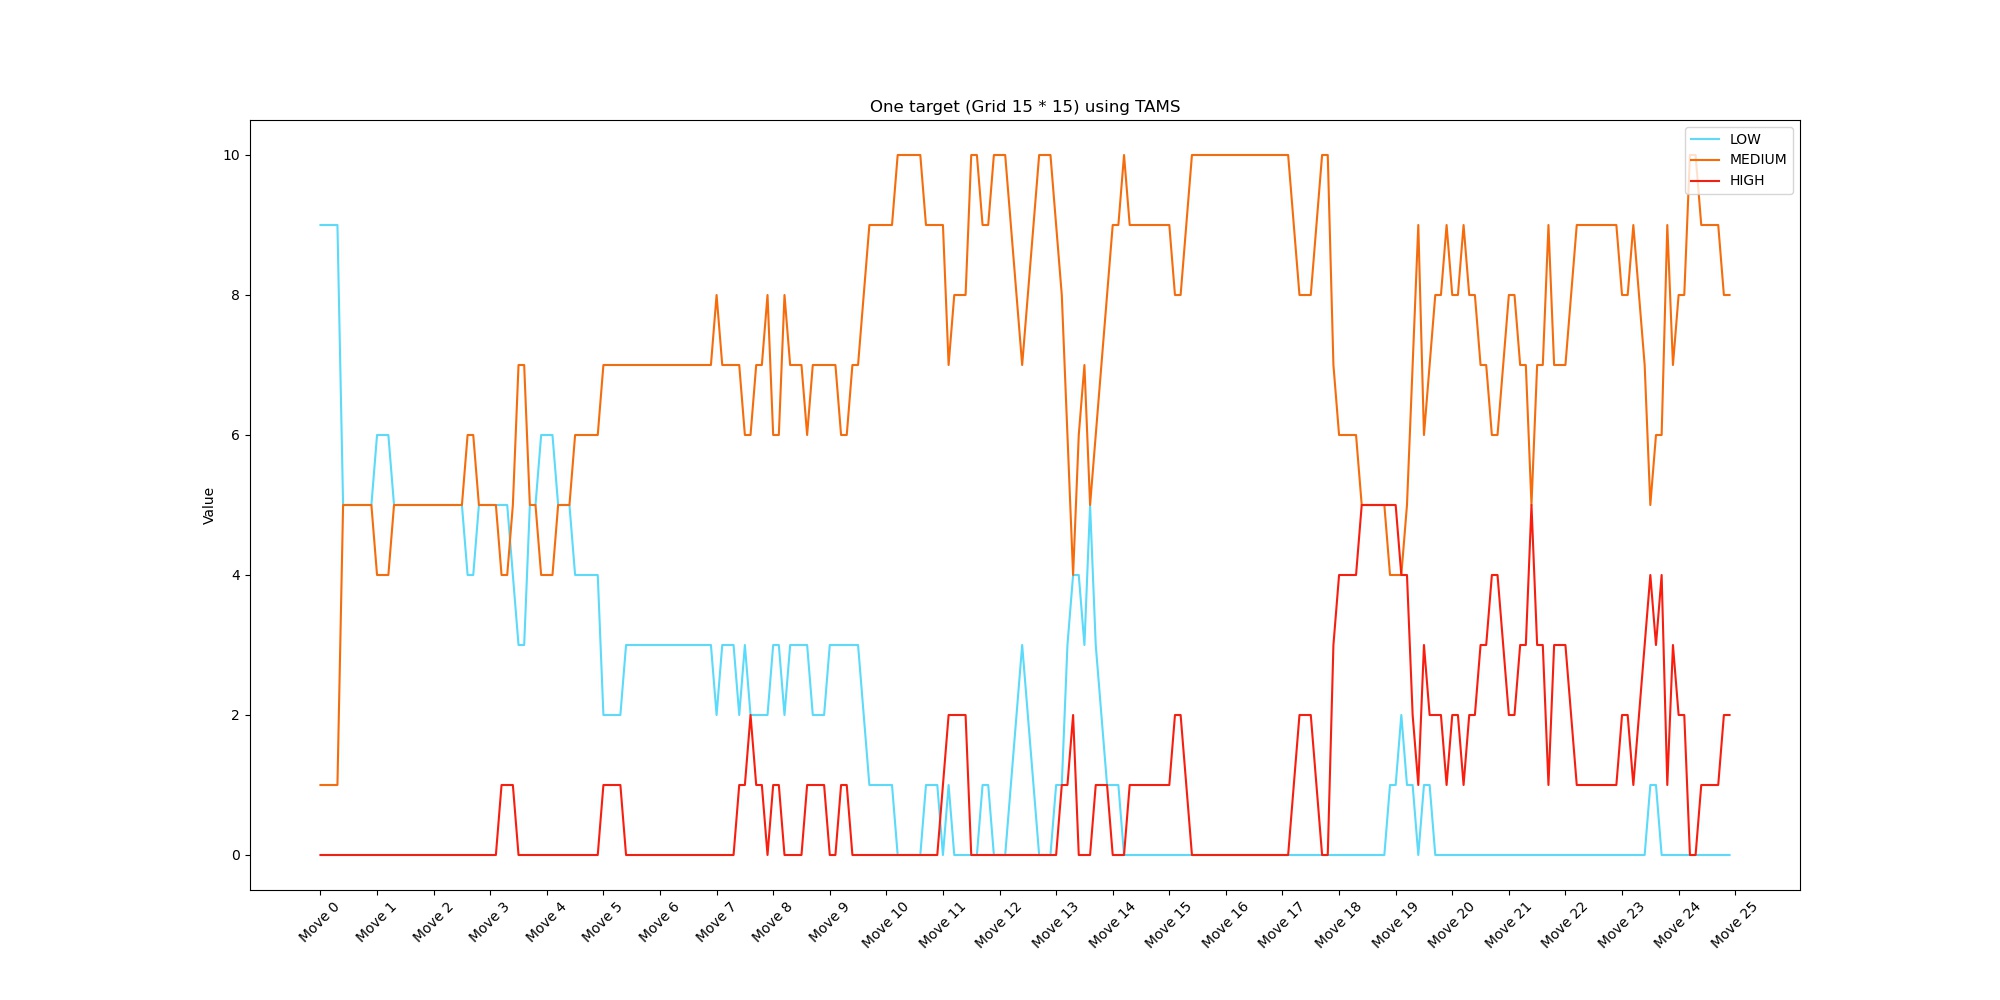 One target (Grid 15 * 15) using TAMS
LOW
MEDIUM
HIGH
Value
10
8
6
4
2
0
Move 0
Move 1
Move 2
Move 3
Move 4
Move 5
Move 6
Move 7
Move 8
Move 9
Move 10
Move 11
Move 12
Move 13
Move 14
Move 15
Move 16
Move 17
Move 18
Move 19
Move 20
Move 21
Move 22
Move 23
Move 24
Move 25